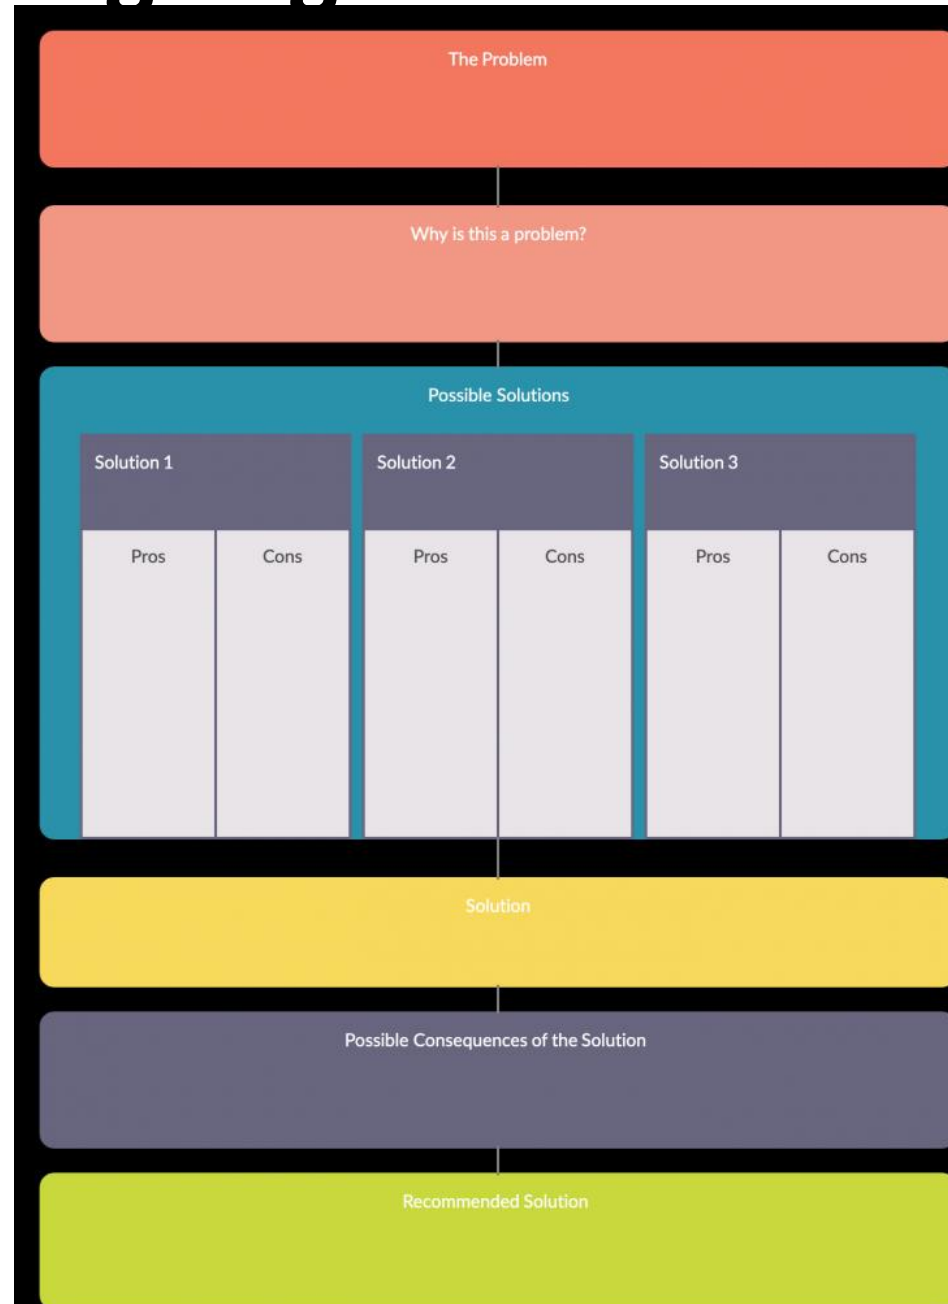 The Problem
Why is this a problem?
Possible Solutions
Solution 1
Solution 2
Solution 3
Pros
Cons
Pros
Cons
Pros
Cons
Solution
Possible Consequences of the Solution
Recommended Solution